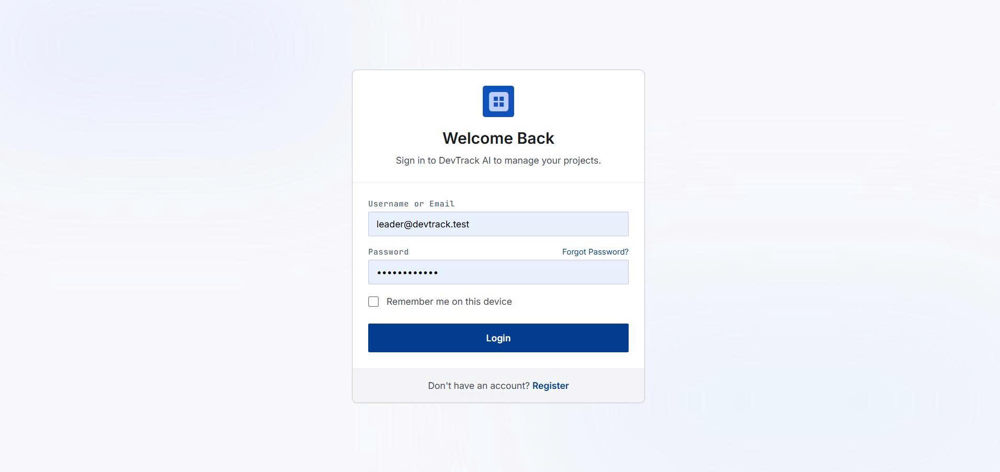 Welcome Back
Sign in to DevTrack AI to manage your projects.
Username or Email
leader@devtrack.test
Password
Forgot Password?
••••••••••••
Remember me on this device
Login
Don't have an account? Register